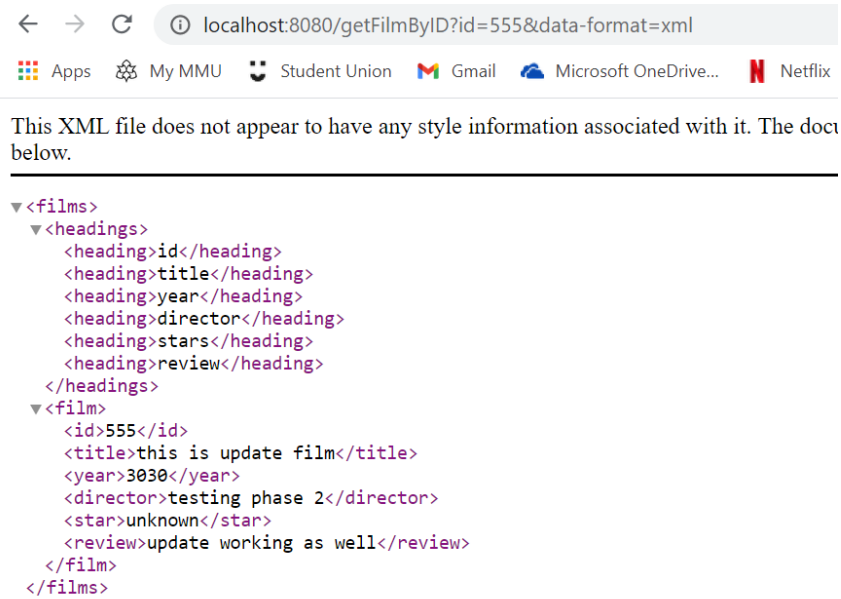 localhost:8080/getFilmByID?id=555&data-format=xml
Apps My MMU Student Union Gmail Microsoft OneDrive... Netflix
This XML file does not appear to have any style information associated with it. The
below.
▼<films>
▼<headings>
<heading>id</heading>
<heading>title</heading>
<heading>year</heading>
<heading>director</heading>
<heading>stars</heading>
<heading>review</heading>
</headings>
▼<film>
<id>555</id>
<title>this is update film</title>
<year>3030</year>
<director>testing phase 2</director>
<star>unknown</star>
<review>update working as well</review>
</film>
</films>